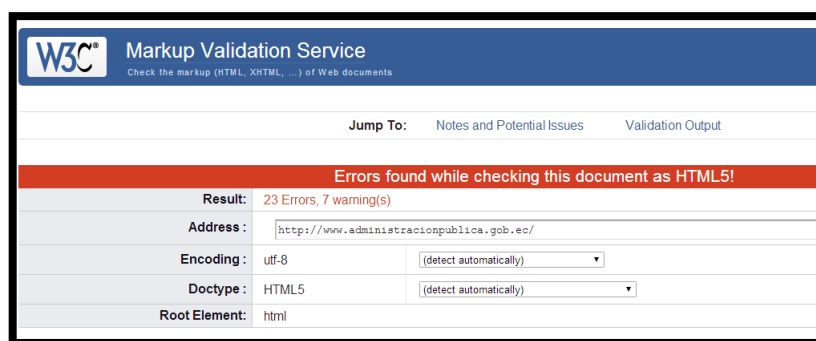 W3C® Markup Validation Service
Check the markup (HTML, XHTML, ...) of Web documents
Jump To: Notes and Potential Issues Validation Output
Errors found while checking this document as HTML5!
Result: 23 Errors, 7 warning(s)
Address : http://www.administracionpublica.gob.ec/
Encoding : utf-8 (detect automatically)
Doctype : HTML5 (detect automatically)
Root Element: html